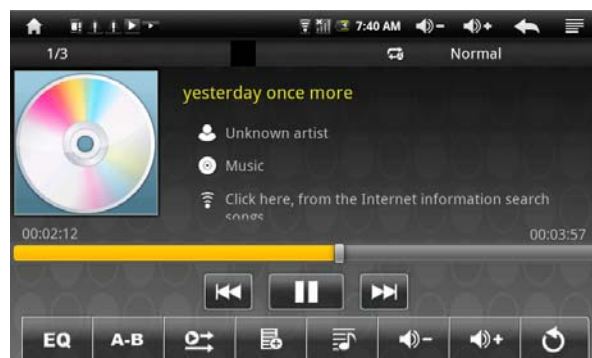 7:40 AM
1/3
Normal
yesterday once more
Unknown artist
Music
Click here, from the Internet information search
songs
00:02:12
00:03:57
EQ
A-B